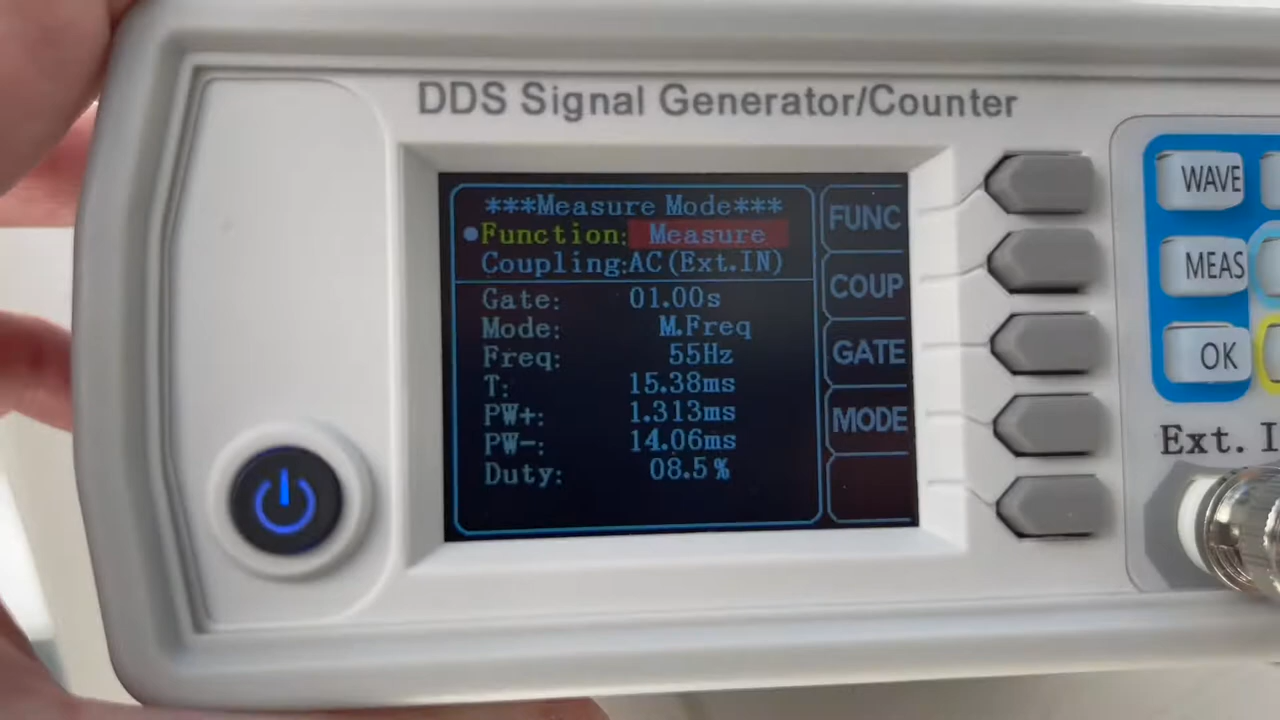 DDS Signal Generator/Counter
***Measure Mode***
Function: Measure
Coupling:AC(Ext.IN)
Gate: 01.00s
Mode: M.Freq
Freq: 55Hz
T: 15.38ms
PW+: 1.313ms
PW-: 14.06ms
Duty: 08.5%
FUNC
COUP
GATE
MODE
WAVE
MEAS
OK
Ext. I